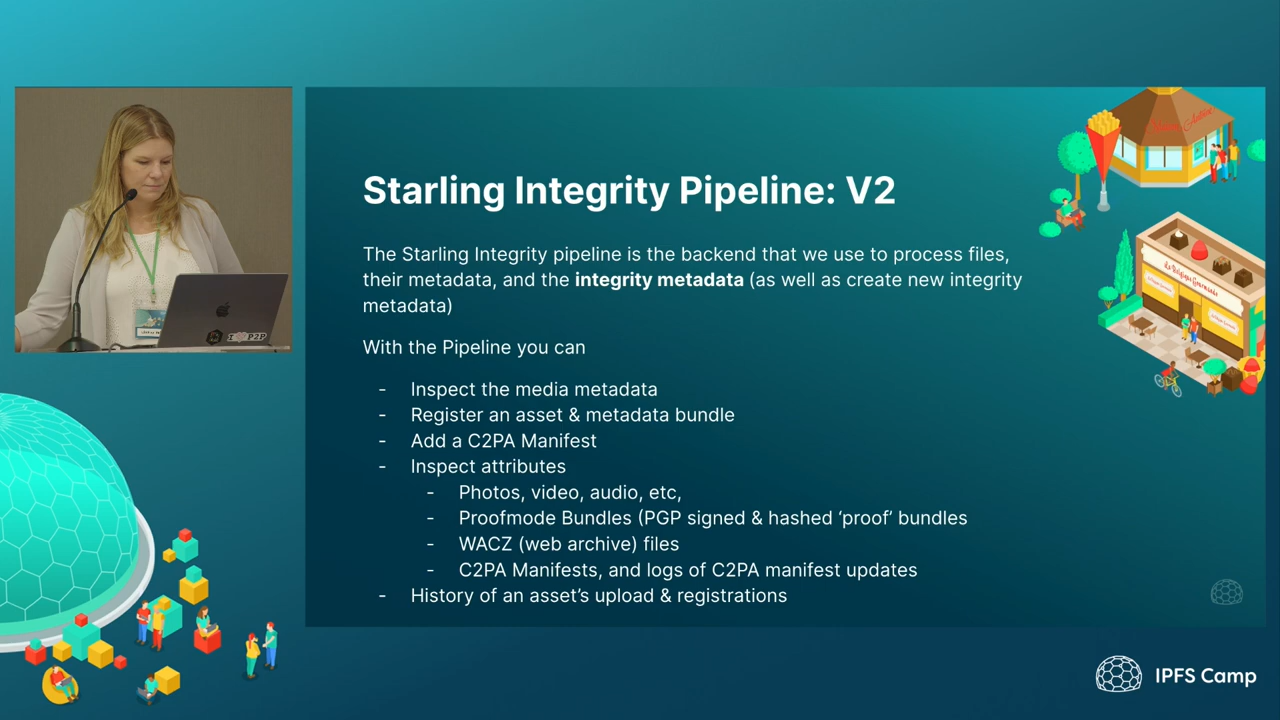 Starling Integrity Pipeline: V2
The Starling Integrity pipeline is the backend that we use to process files,
their metadata, and the integrity metadata (as well as create new integrity
metadata)
With the Pipeline you can
- Inspect the media metadata
- Register an asset & metadata bundle
- Add a C2PA Manifest
- Inspect attributes
- Photos, video, audio, etc,
- Proofmode Bundles (PGP signed & hashed ‘proof’ bundles
- WACZ (web archive) files
- C2PA Manifests, and logs of C2PA manifest updates
- History of an asset’s upload & registrations
I P2P
IPFS Camp